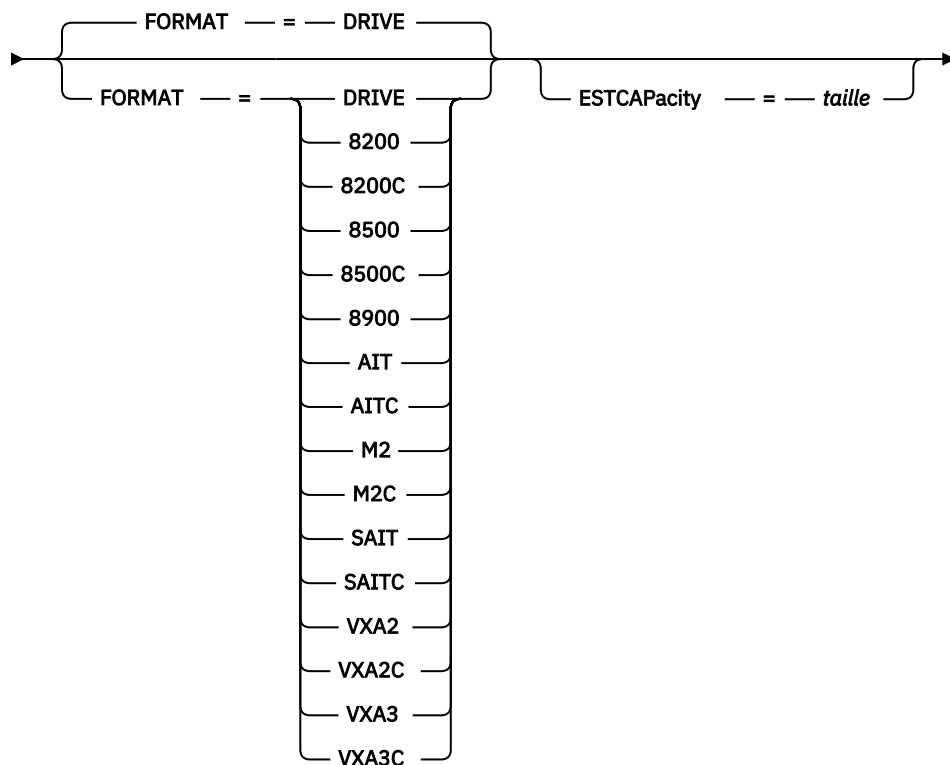 FORMAT = DRIVE
FORMAT = DRIVE ESTCAPacity = taille
8200
8200C
8500
8500C
8900
AIT
AITC
M2
M2C
SAIT
SAITC
VXA2
VXA2C
VXA3
VXA3C